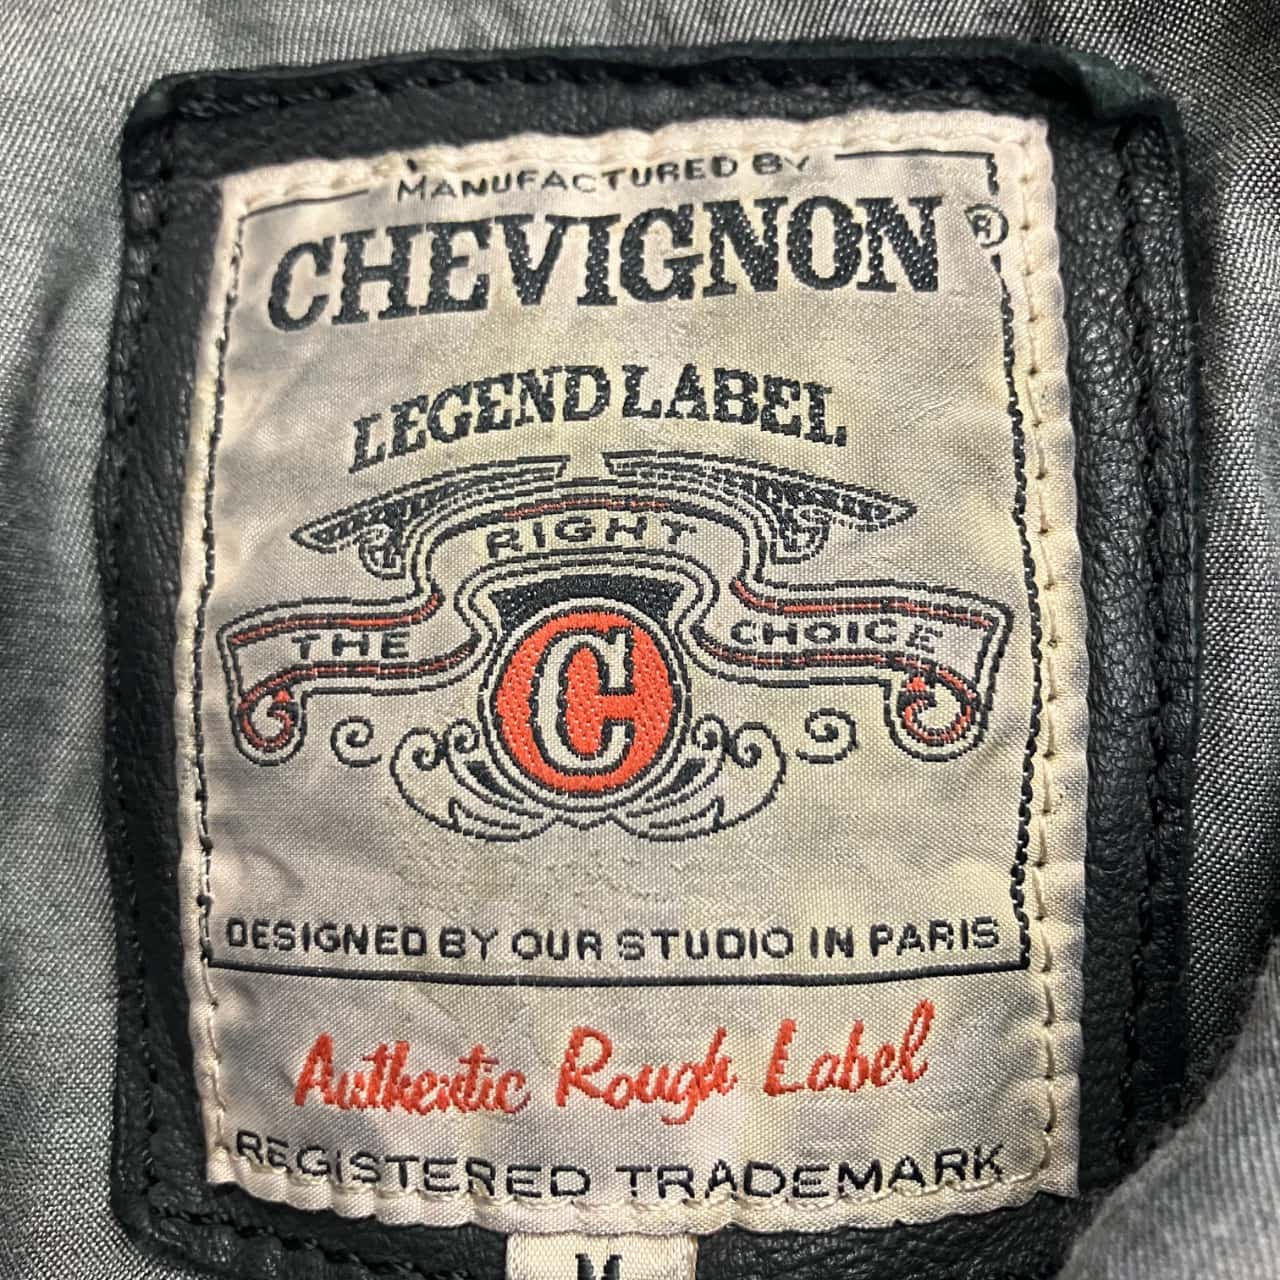 MANUFACTURED BY
CHEVIGNON ®
LEGEND LABEL
THE RIGHT CHOICE
C
DESIGNED BY OUR STUDIO IN PARIS
Authentic Rough Label
REGISTERED TRADEMARK
M